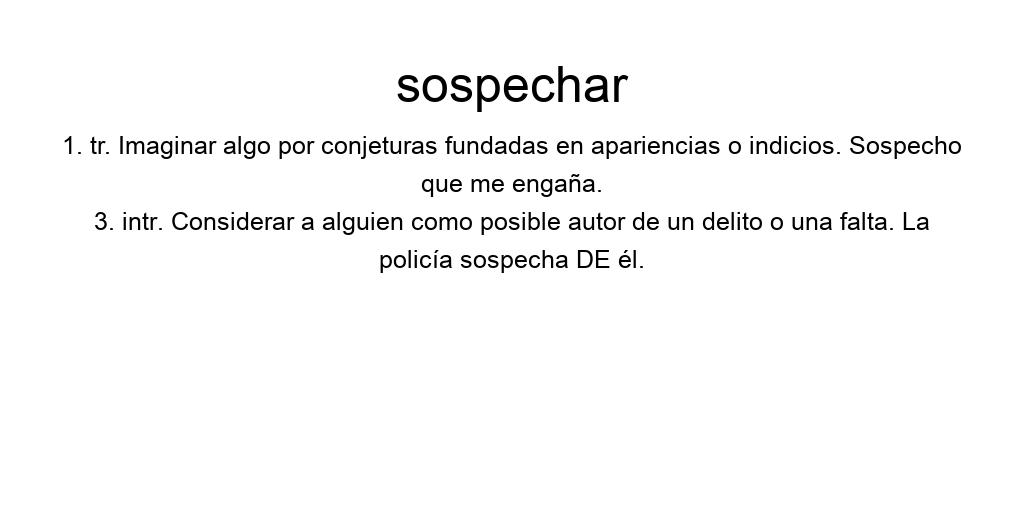 sospechar
1. tr. Imaginar algo por conjeturas fundadas en apariencias o indicios. Sospecho
que me engaña.
3. intr. Considerar a alguien como posible autor de un delito o una falta. La
policía sospecha DE él.